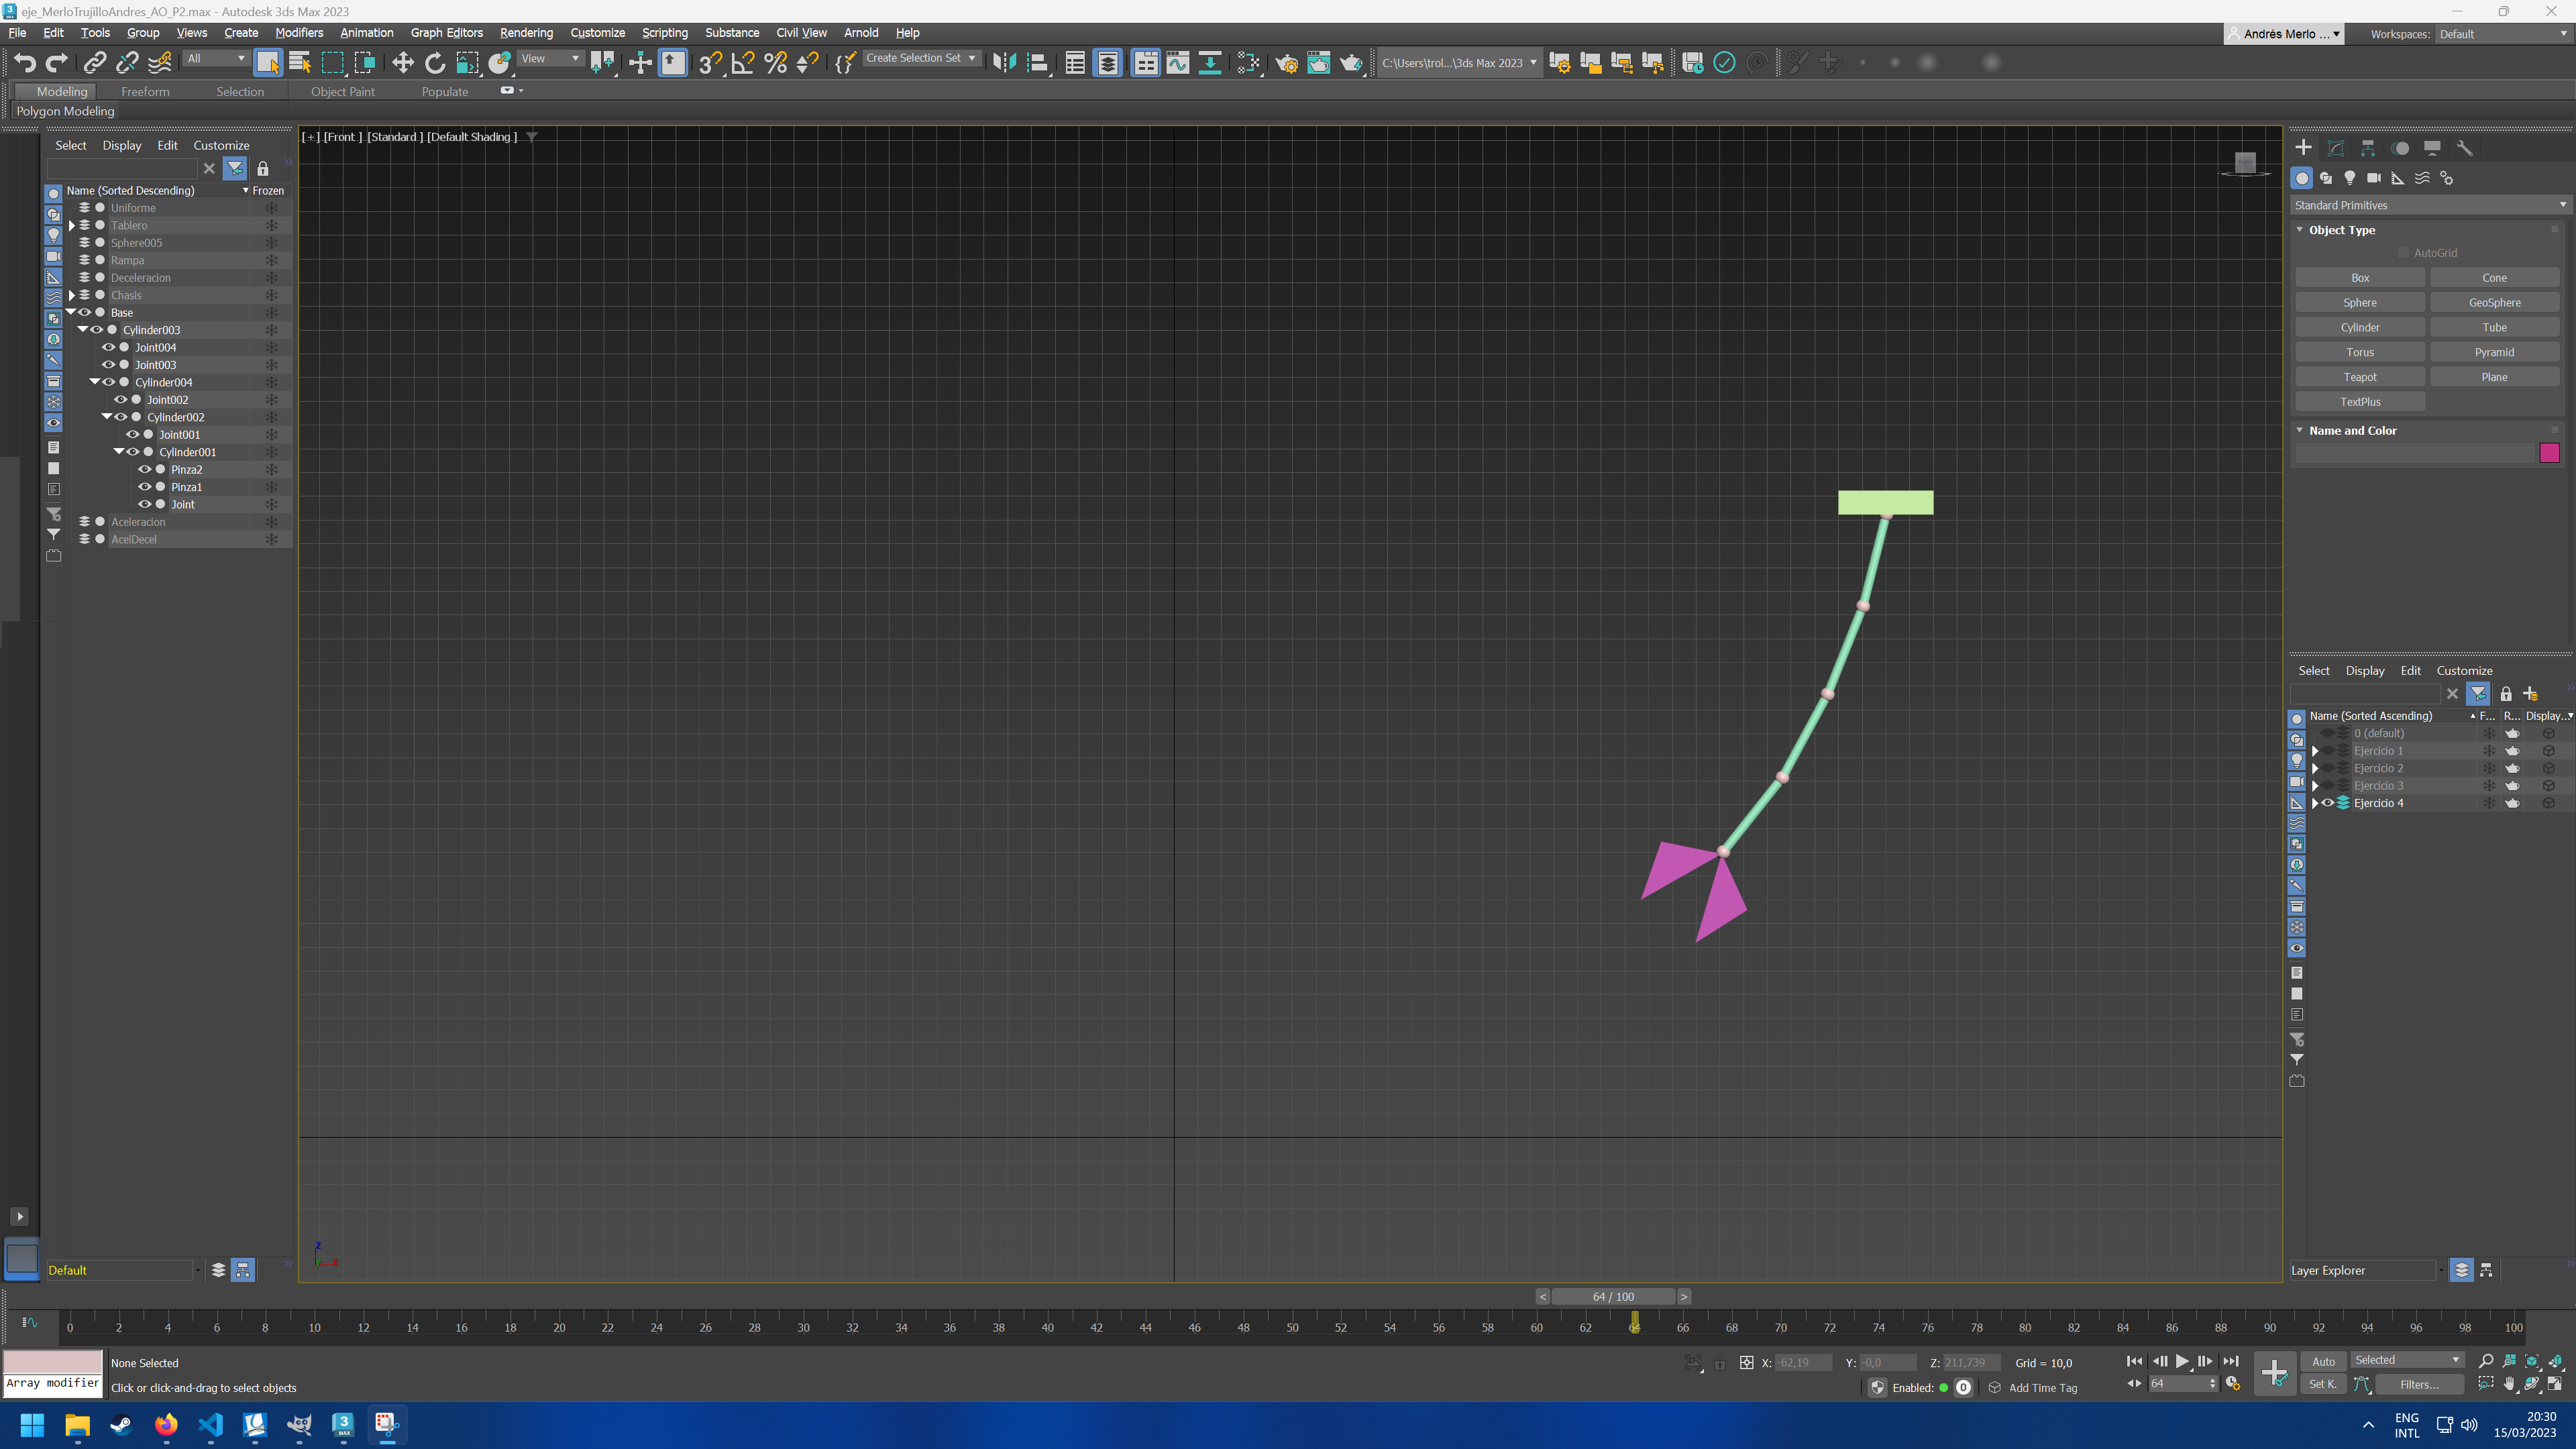 eje_MerloTrujilloAndres_AO_P2.max - Autodesk 3ds Max 2023
File Edit Tools Group Views Create Modifiers Animation Graph Editors Rendering Customize Scripting Substance Civil View Arnold Help
Andrés Merlo ... Workspaces: Default
All View Create Selection Set C:\Users\trol...\3ds Max 2023
Modeling Freeform Selection Object Paint Populate
Polygon Modeling
Select Display Edit Customize
Name (Sorted Descending) Frozen
Uniforme
Tablero
Sphere005
Rampa
Deceleracion
Chasis
Base
Cylinder003
Joint004
Joint003
Cylinder004
Joint002
Cylinder002
Joint001
Cylinder001
Pinza2
Pinza1
Joint
Aceleracion
AcelDecel
Default
[+] [Front ] [Standard ] [Default Shading ]
z
x
Standard Primitives
Object Type
AutoGrid
Box Cone
Sphere GeoSphere
Cylinder Tube
Torus Pyramid
Teapot Plane
TextPlus
Name and Color
Select Display Edit Customize
Name (Sorted Ascending) F... R... Display...
0 (default)
Ejercicio 1
Ejercicio 2
Ejercicio 3
Ejercicio 4
Layer Explorer
< 64 / 100 >
0 2 4 6 8 10 12 14 16 18 20 22 24 26 28 30 32 34 36 38 40 42 44 46 48 50 52 54 56 58 60 62 64 66 68 70 72 74 76 78 80 82 84 86 88 90 92 94 96 98 100
None Selected
X: -62,19 Y: -0,0 Z: 211,739 Grid = 10,0
Auto Selected
Array modifier
Click or click-and-drag to select objects
Enabled: 0 Add Time Tag
64
Set K. Filters...
ENG
INTL
20:30
15/03/2023